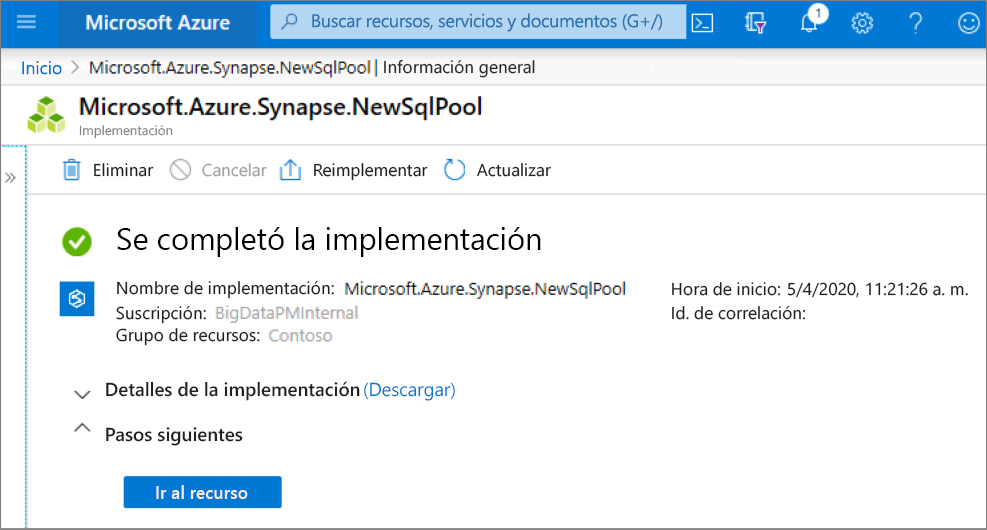 Microsoft Azure
Buscar recursos, servicios y documentos (G+/)
1
Inicio > Microsoft.Azure.Synapse.NewSqlPool | Información general
Microsoft.Azure.Synapse.NewSqlPool
Implementación
Eliminar Cancelar Reimplementar Actualizar
Se completó la implementación
Nombre de implementación: Microsoft.Azure.Synapse.NewSqlPool Hora de inicio: 5/4/2020, 11:21:26 a. m.
Suscripción: BigDataPMInternal Id. de correlación:
Grupo de recursos: Contoso
Detalles de la implementación (Descargar)
Pasos siguientes
Ir al recurso